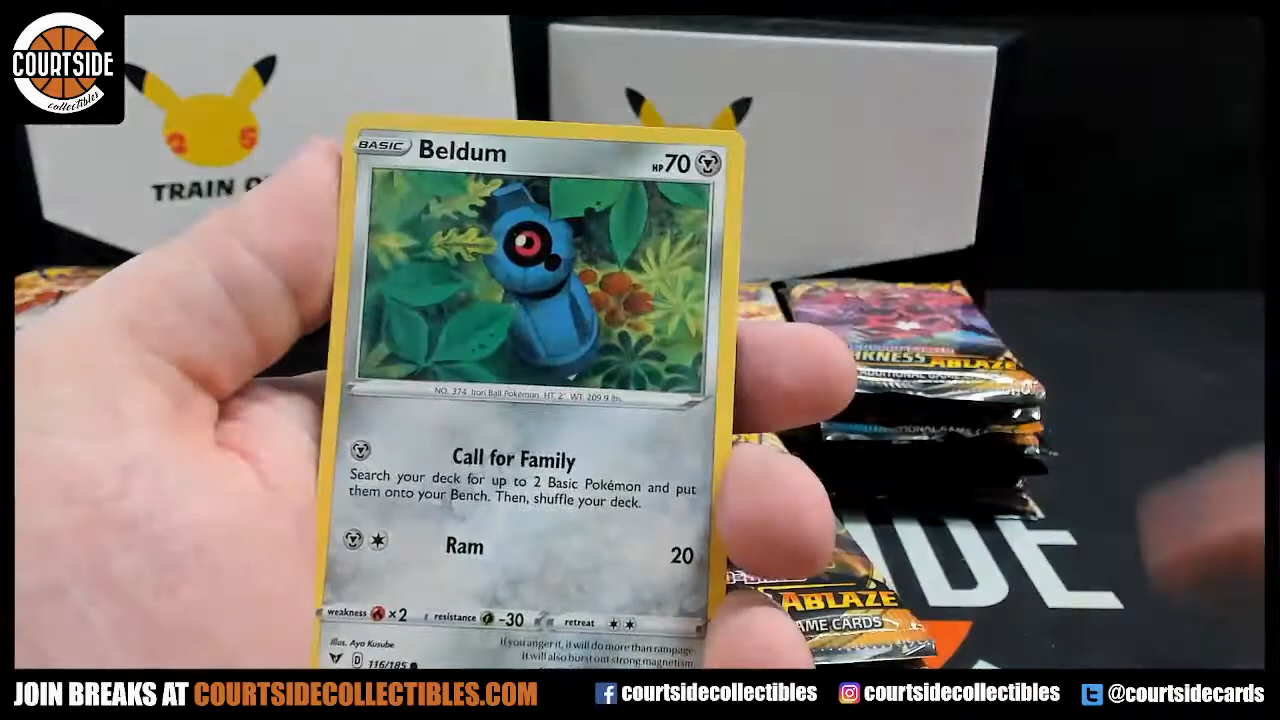 COURTSIDE
collectibles
25
TRAIN
BASIC Beldum HP 70
NO. 374 Iron Ball Pokémon HT. 2' WT. 209.9 lbs.
Call for Family
Search your deck for up to 2 Basic Pokémon and put
them onto your Bench. Then, shuffle your deck.
Ram 20
weakness ×2 resistance -30 retreat
Illus. Aya Kusube
If you anger it, it will do more than rampage.
It will also burst out strong magnetism,
D 116/185
ABLAZE
ABLAZE
GAME CARDS
IDE
JOIN BREAKS AT COURTSIDECOLLECTIBLES.COM
courtsidecollectibles
courtsidecollectibles
@courtsidecards